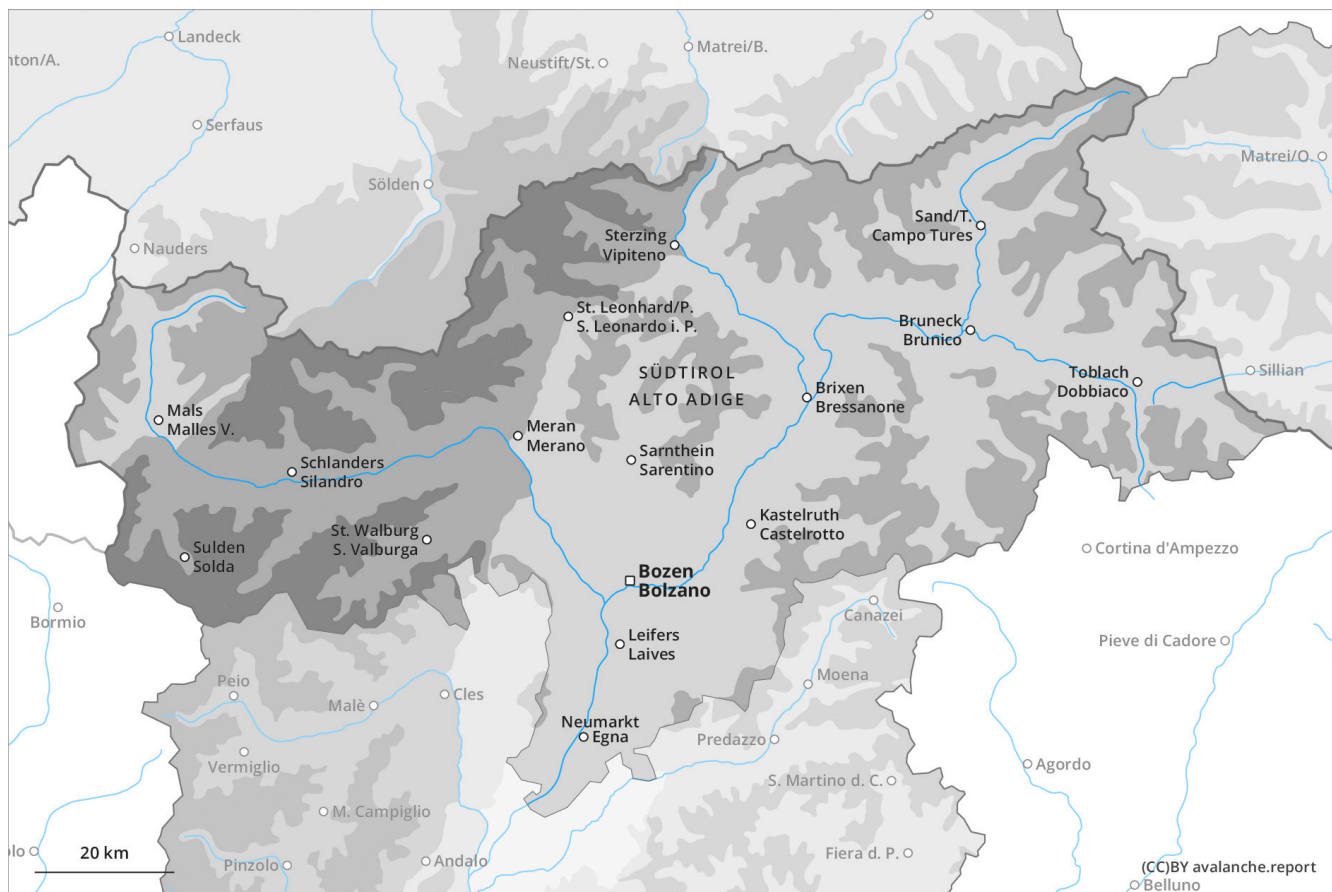 Landeck
Matrei/B.
nton/A.
Neustift/St.
Serfaus
Matrei/O.
Sölden
Sand/T.
Campo Tures
Nauders
Sterzing
Vipiteno
St. Leonhard/P.
S. Leonardo i. P.
Bruneck
Brunico
SÜDTIROL
ALTO ADIGE
Toblach
Dobbiaco
Sillian
Brixen
Bressanone
Mals
Malles V.
Meran
Merano
Schlanders
Silandro
Sarnthein
Sarentino
Kastelruth
Castelrotto
St. Walburg
S. Valburga
Sulden
Solda
Cortina d'Ampezzo
Bozen
Bolzano
Bormio
Canazei
Leifers
Laives
Pieve di Cadore
Peio
Malè
Cles
Moena
Neumarkt
Egna
Predazzo
Vermiglio
Agordo
S. Martino d. C.
M. Campiglio
olo
20 km
Pinzolo
Andalo
Fiera d. P.
(CC)BY avalanche.report
Belluno